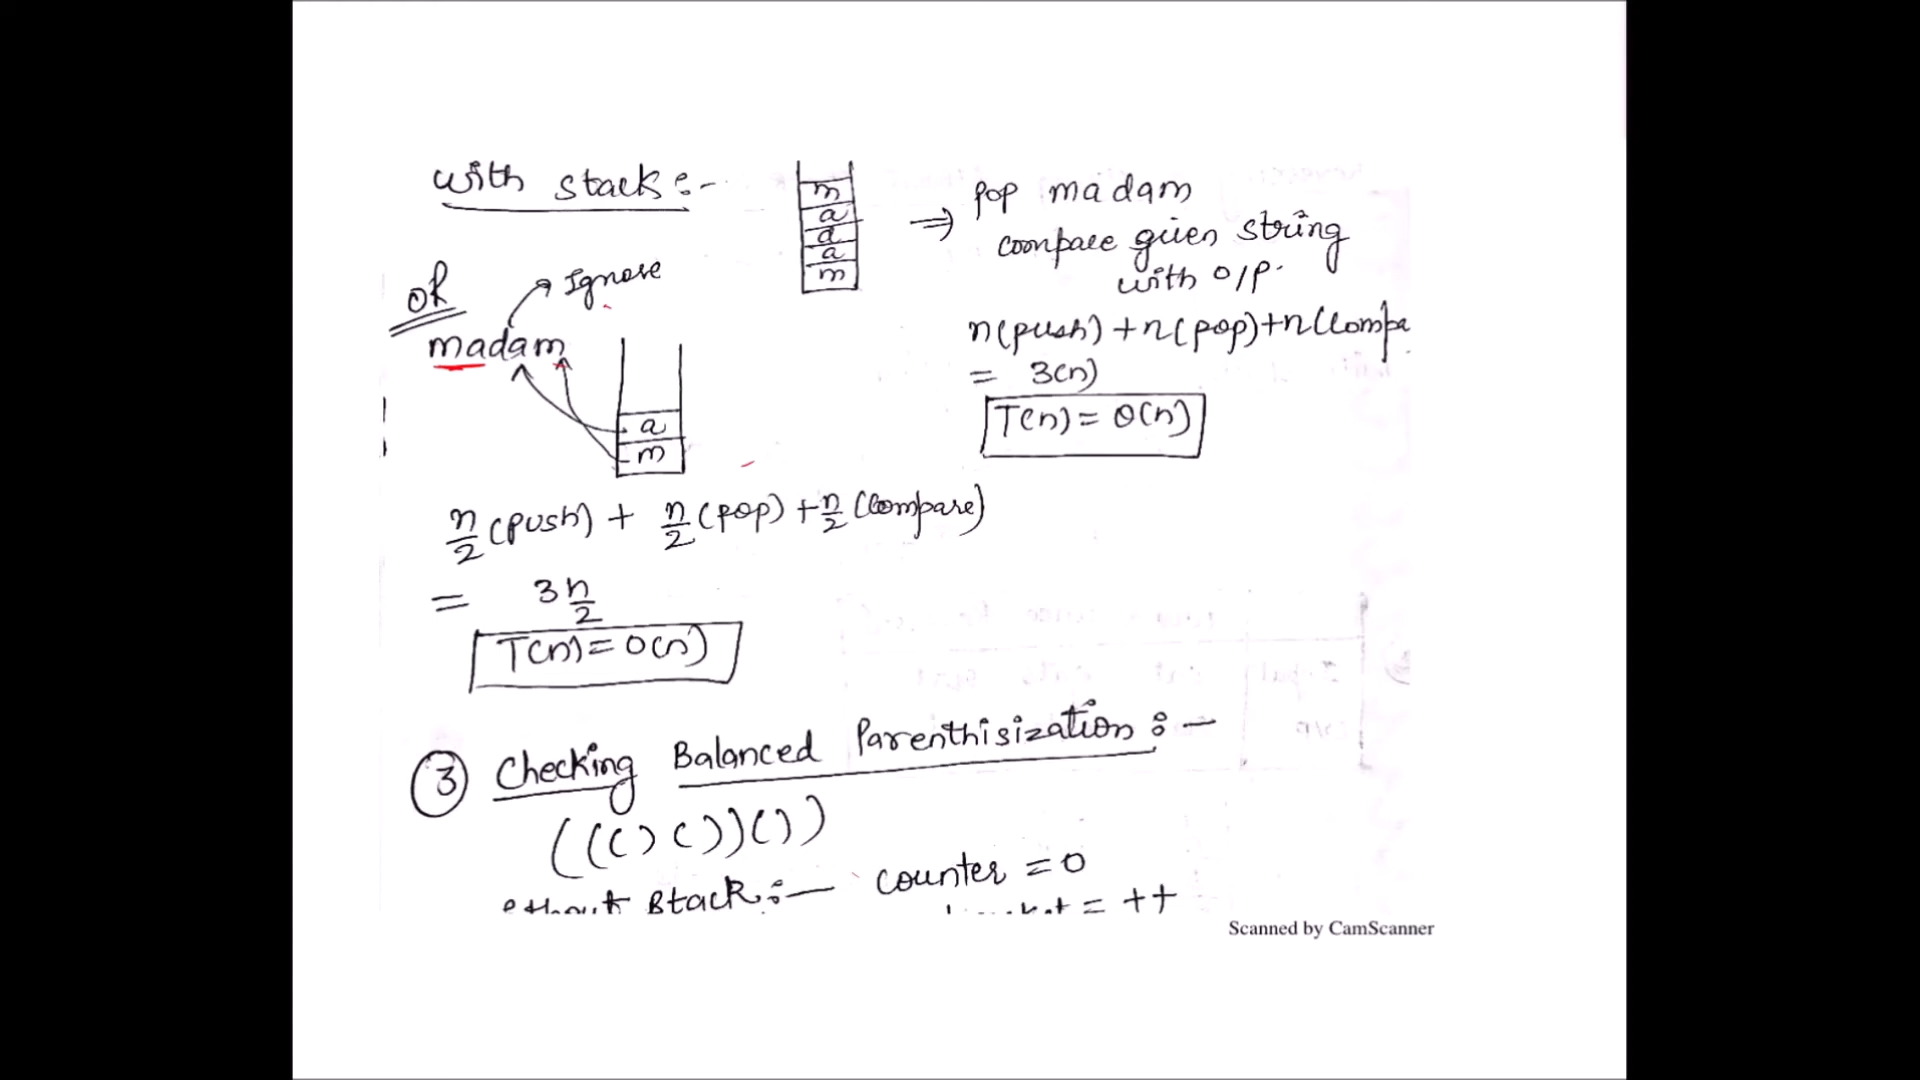 with stack :-
m
a
d
a
m
⇒ pop madam
compare given string
with o/p.
n(push) + n(pop) + n(Compa
= 3(n)
T(n) = O(n)
OR
Ignore
madam
a
m
n/2 (push) + n/2 (pop) + n/2 (Compare)
= 3n/2
T(n) = O(n)
③ Checking Balanced Parenthisization :-
((()())())
stack :- counter = 0
= ++
Scanned by CamScanner